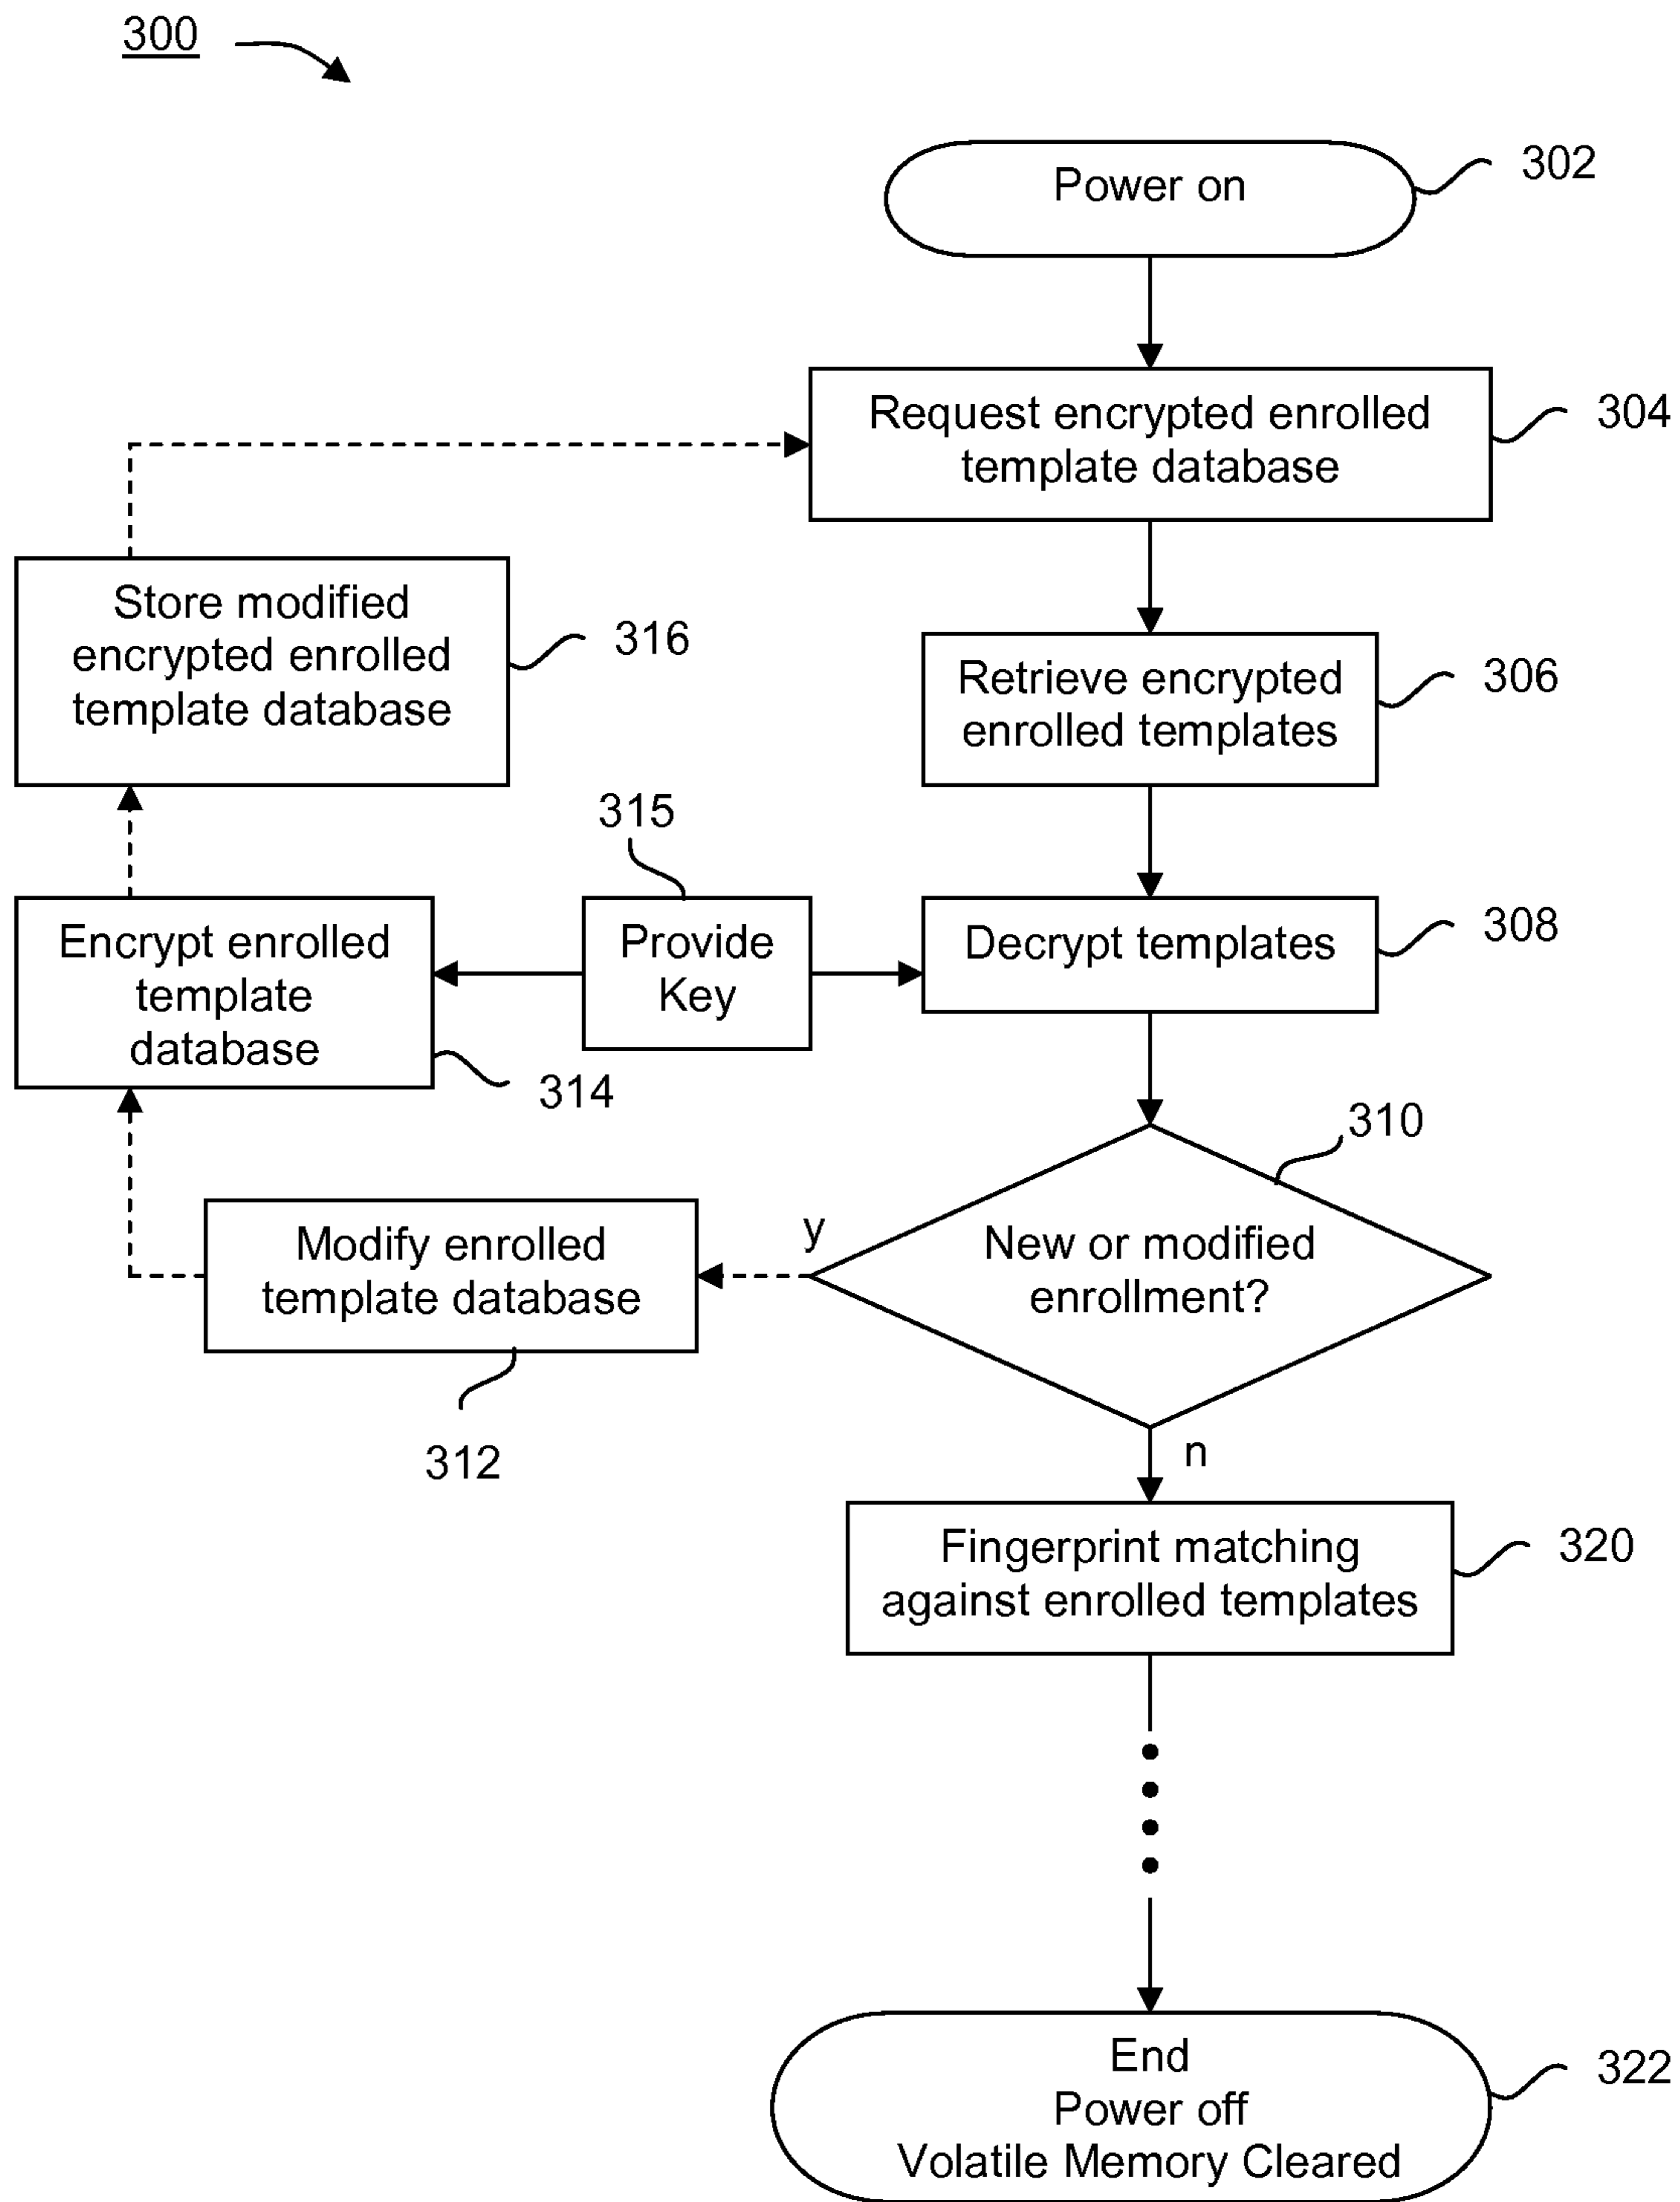 300
Power on
302
Request encrypted enrolled
template database
304
Store modified
encrypted enrolled
template database
316
Retrieve encrypted
enrolled templates
306
315
Encrypt enrolled
template
database
314
Provide
Key
Decrypt templates
308
310
y
Modify enrolled
template database
312
New or modified
enrollment?
n
Fingerprint matching
against enrolled templates
320
End
Power off
Volatile Memory Cleared
322